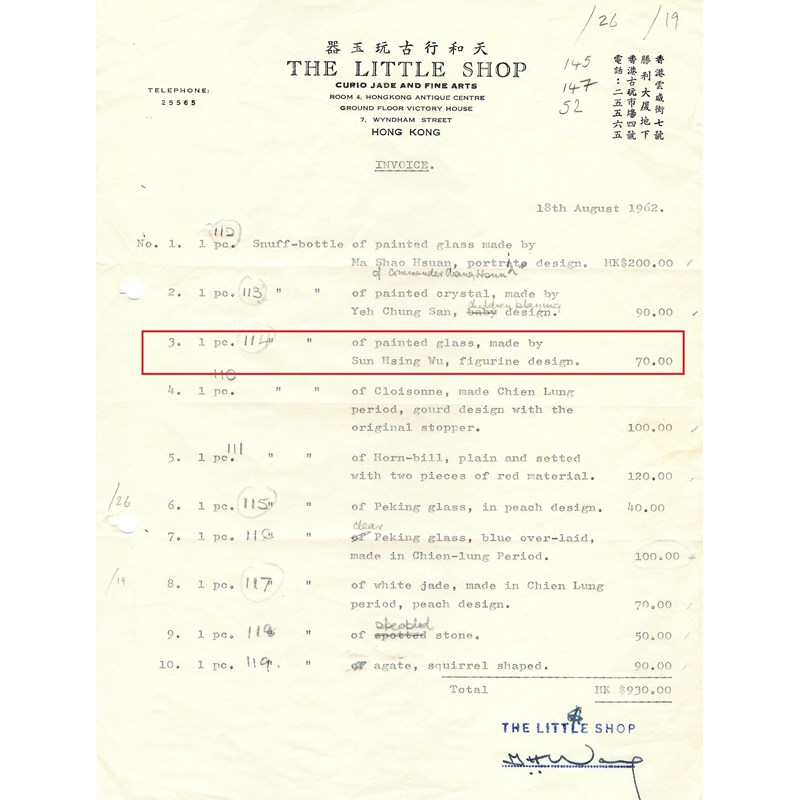 /26 /19
天和行古玩玉器
THE LITTLE SHOP
CURIO JADE AND FINE ARTS
ROOM 4, HONGKONG ANTIQUE CENTRE
GROUND FLOOR VICTORY HOUSE
7, WYNDHAM STREET
HONG KONG
TELEPHONE:
25565
145
147
52
香港雲咸街七號
勝利大廈地下
香港古玩市場四號
電話：二五五六五
INVOICE.
18th August 1962.
112
No. 1. 1 pc. Snuff-bottle of painted glass made by
Ma Shao Hsuan, portrite design. HK$200.00
of commander
2. 1 pc. 113 " " of painted crystal, made by
children playing
Yeh Chung San, baby design. 90.00
3. 1 pc. 114 " " of painted glass, made by
Sun Hsing Wu, figurine design. 70.00
110
4. 1 pc. " " of Cloisonne, made Chien Lung
period, gourd design with the
original stopper. 100.00
111
5. 1 pc. " " of Horn-bill, plain and setted
with two pieces of red material. 120.00
/26
6. 1 pc. 115 " " of Peking glass, in peach design. 40.00
clear
7. 1 pc. 116 " of Peking glass, blue over-laid,
made in Chien-lung Period. 100.00
/19
8. 1 pc. 117 " " of white jade, made in Chien Lung
period, peach design. 70.00
speckled
9. 1 pc. 118 " of spotted stone. 50.00
10. 1 pc. 119 " of agate, squirrel shaped. 90.00
Total HK $930.00
THE LITTLE SHOP